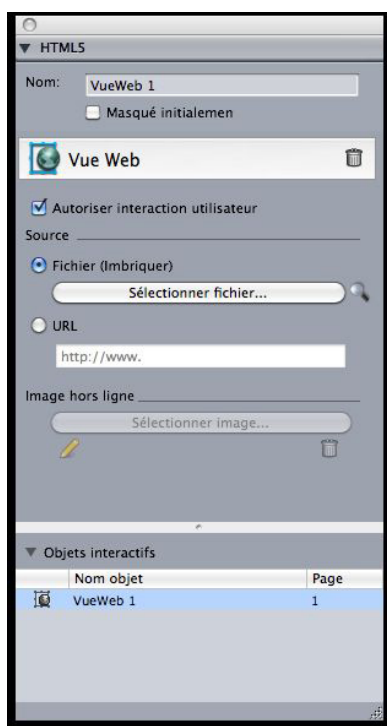 HTML5
Nom: VueWeb 1
Masqué initialemen
Vue Web
Autoriser interaction utilisateur
Source
Fichier (Imbriquer)
Sélectionner fichier...
URL
http://www.
Image hors ligne
Sélectionner image...
Objets interactifs
Nom objet Page
VueWeb 1 1